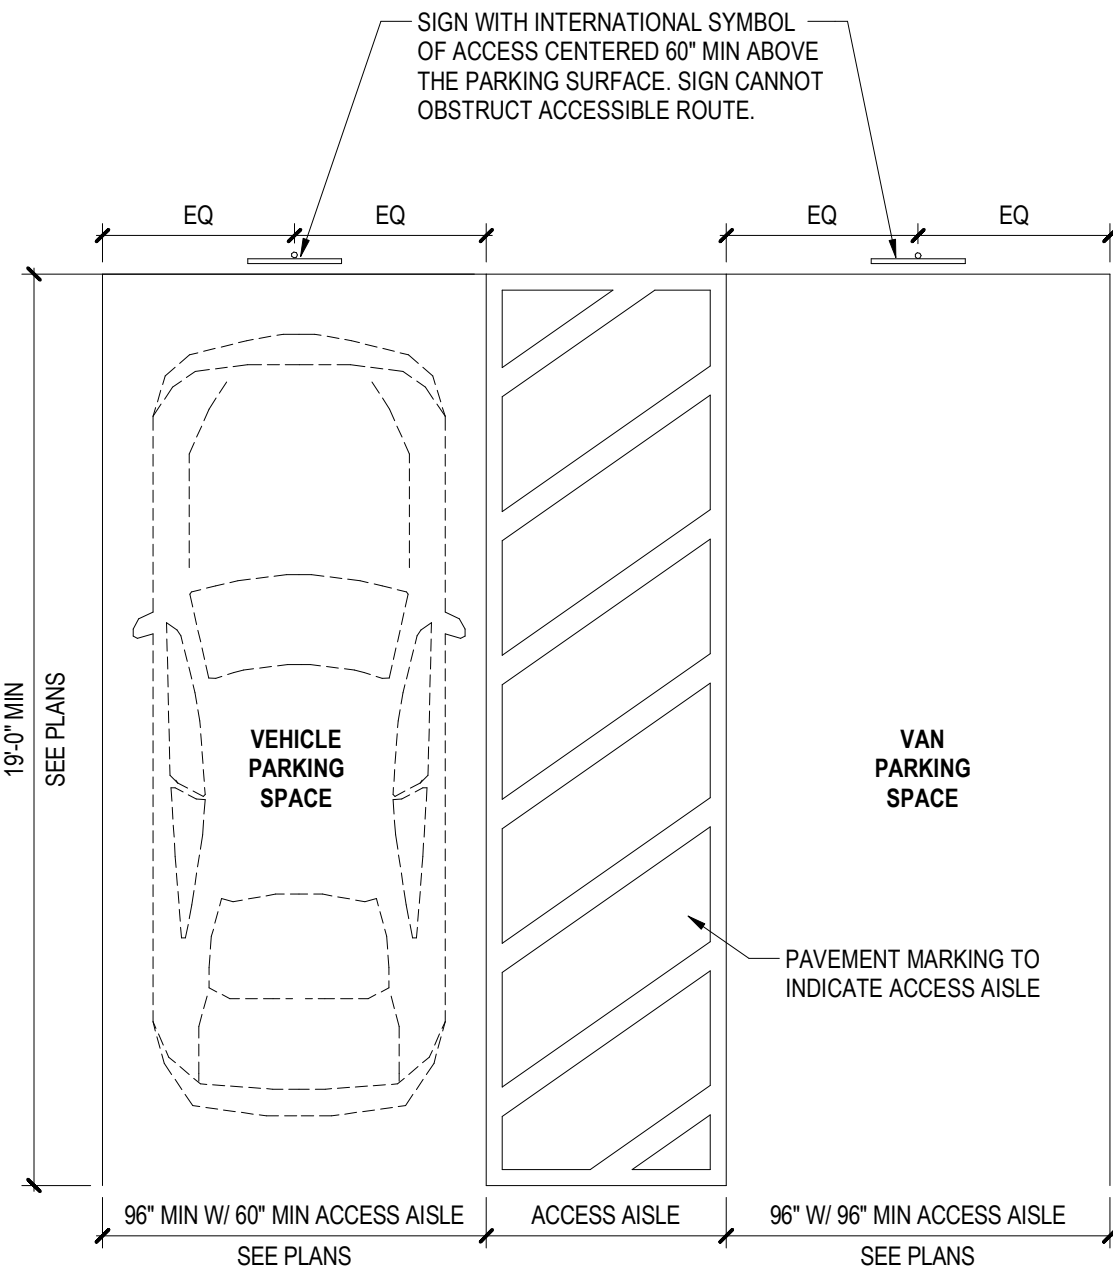 SIGN WITH INTERNATIONAL SYMBOL
OF ACCESS CENTERED 60" MIN ABOVE
THE PARKING SURFACE. SIGN CANNOT
OBSTRUCT ACCESSIBLE ROUTE.
EQ
EQ
EQ
EQ
19'-0" MIN
SEE PLANS
VEHICLE
PARKING
SPACE
VAN
PARKING
SPACE
PAVEMENT MARKING TO
INDICATE ACCESS AISLE
96" MIN W/ 60" MIN ACCESS AISLE
SEE PLANS
ACCESS AISLE
96" W/ 96" MIN ACCESS AISLE
SEE PLANS